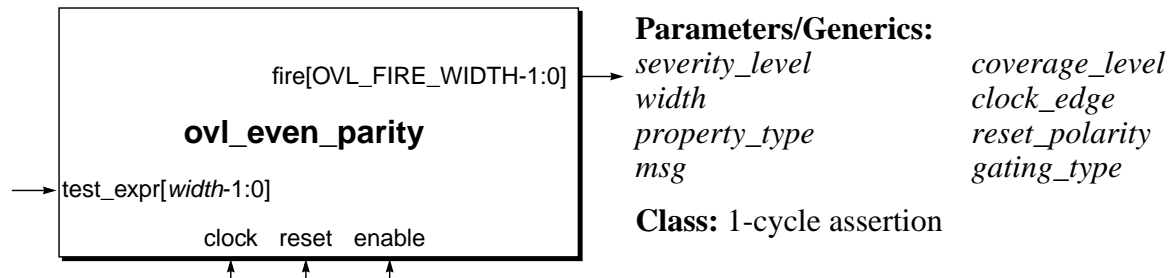 fire[OVL_FIRE_WIDTH-1:0]
ovl_even_parity
test_expr[width-1:0]
clock reset enable
Parameters/Generics:
severity_level coverage_level
width clock_edge
property_type reset_polarity
msg gating_type
Class: 1-cycle assertion